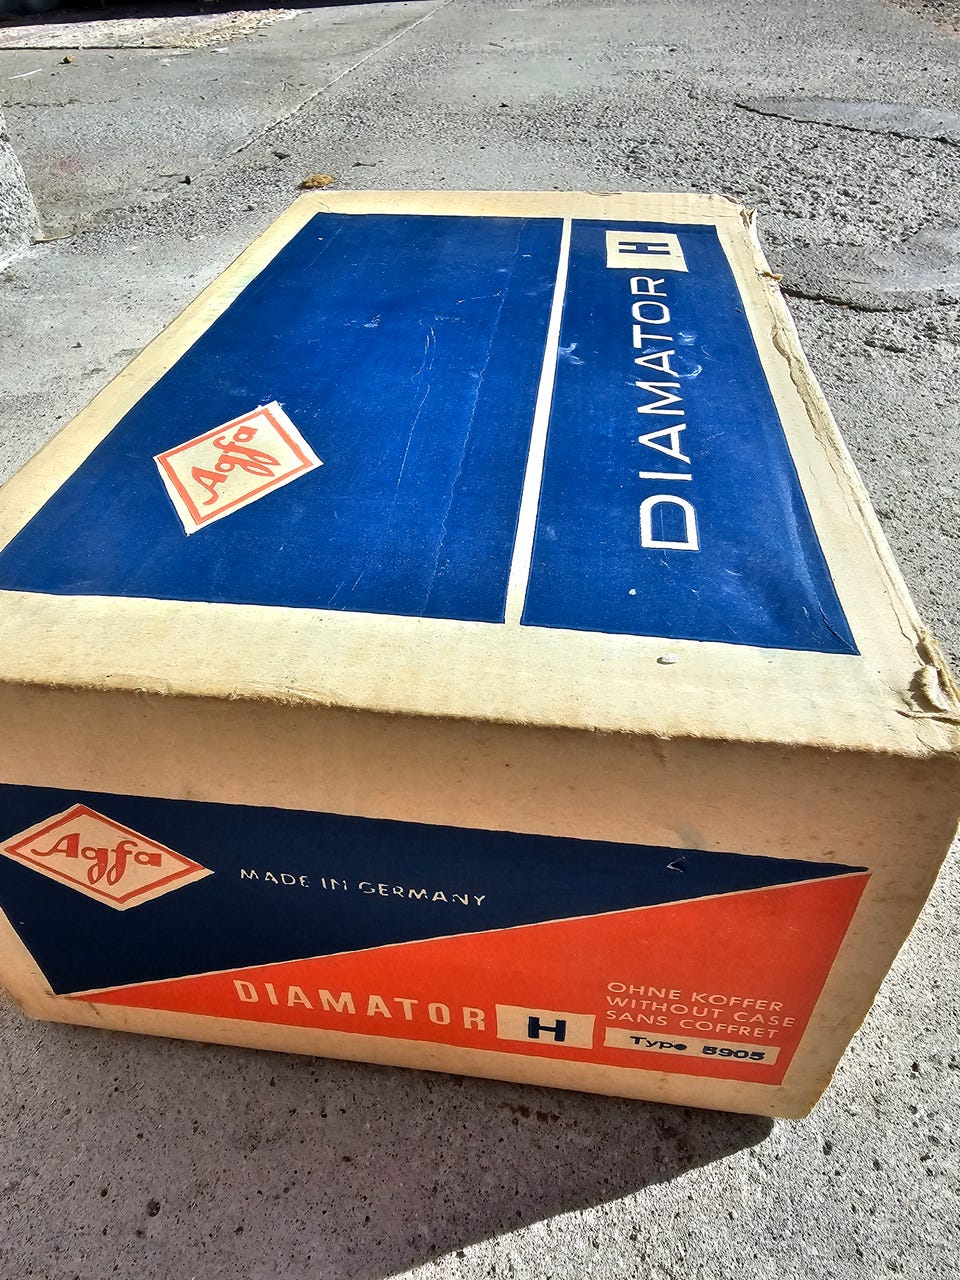 Agfa
DIAMATOR H
Agfa
MADE IN GERMANY
DIAMATOR H
OHNE KOFFER
WITHOUT CASE
SANS COFFRET
Type 5905